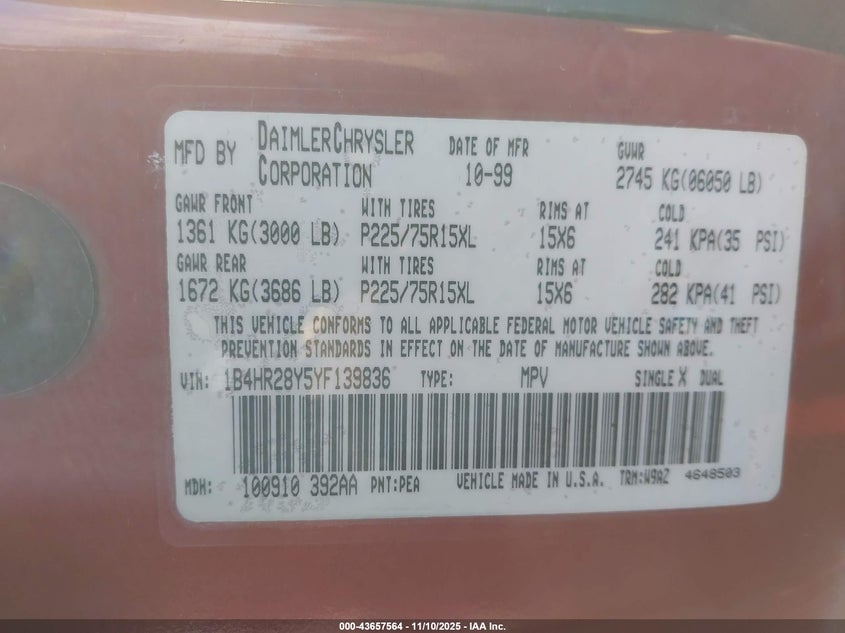 MFD BY DAIMLERCHRYSLER CORPORATION DATE OF MFR 10-99 GVWR 2745 KG(06050 LB)
GAWR FRONT WITH TIRES RIMS AT COLD
1361 KG(3000 LB) P225/75R15XL 15X6 241 KPA(35 PSI)
GAWR REAR WITH TIRES RIMS AT COLD
1672 KG(3686 LB) P225/75R15XL 15X6 282 KPA(41 PSI)
THIS VEHICLE CONFORMS TO ALL APPLICABLE FEDERAL MOTOR VEHICLE SAFETY AND THEFT
PREVENTION STANDARDS IN EFFECT ON THE DATE OF MANUFACTURE SHOWN ABOVE.
VIN: 1B4HR28Y5YF139836 TYPE: MPV SINGLE X DUAL
MDH: 100910 392AA PNT:PEA VEHICLE MADE IN U.S.A. TRM:W9AZ 4648503
000-43657564 — 11/10/2025 — IAA, Inc.